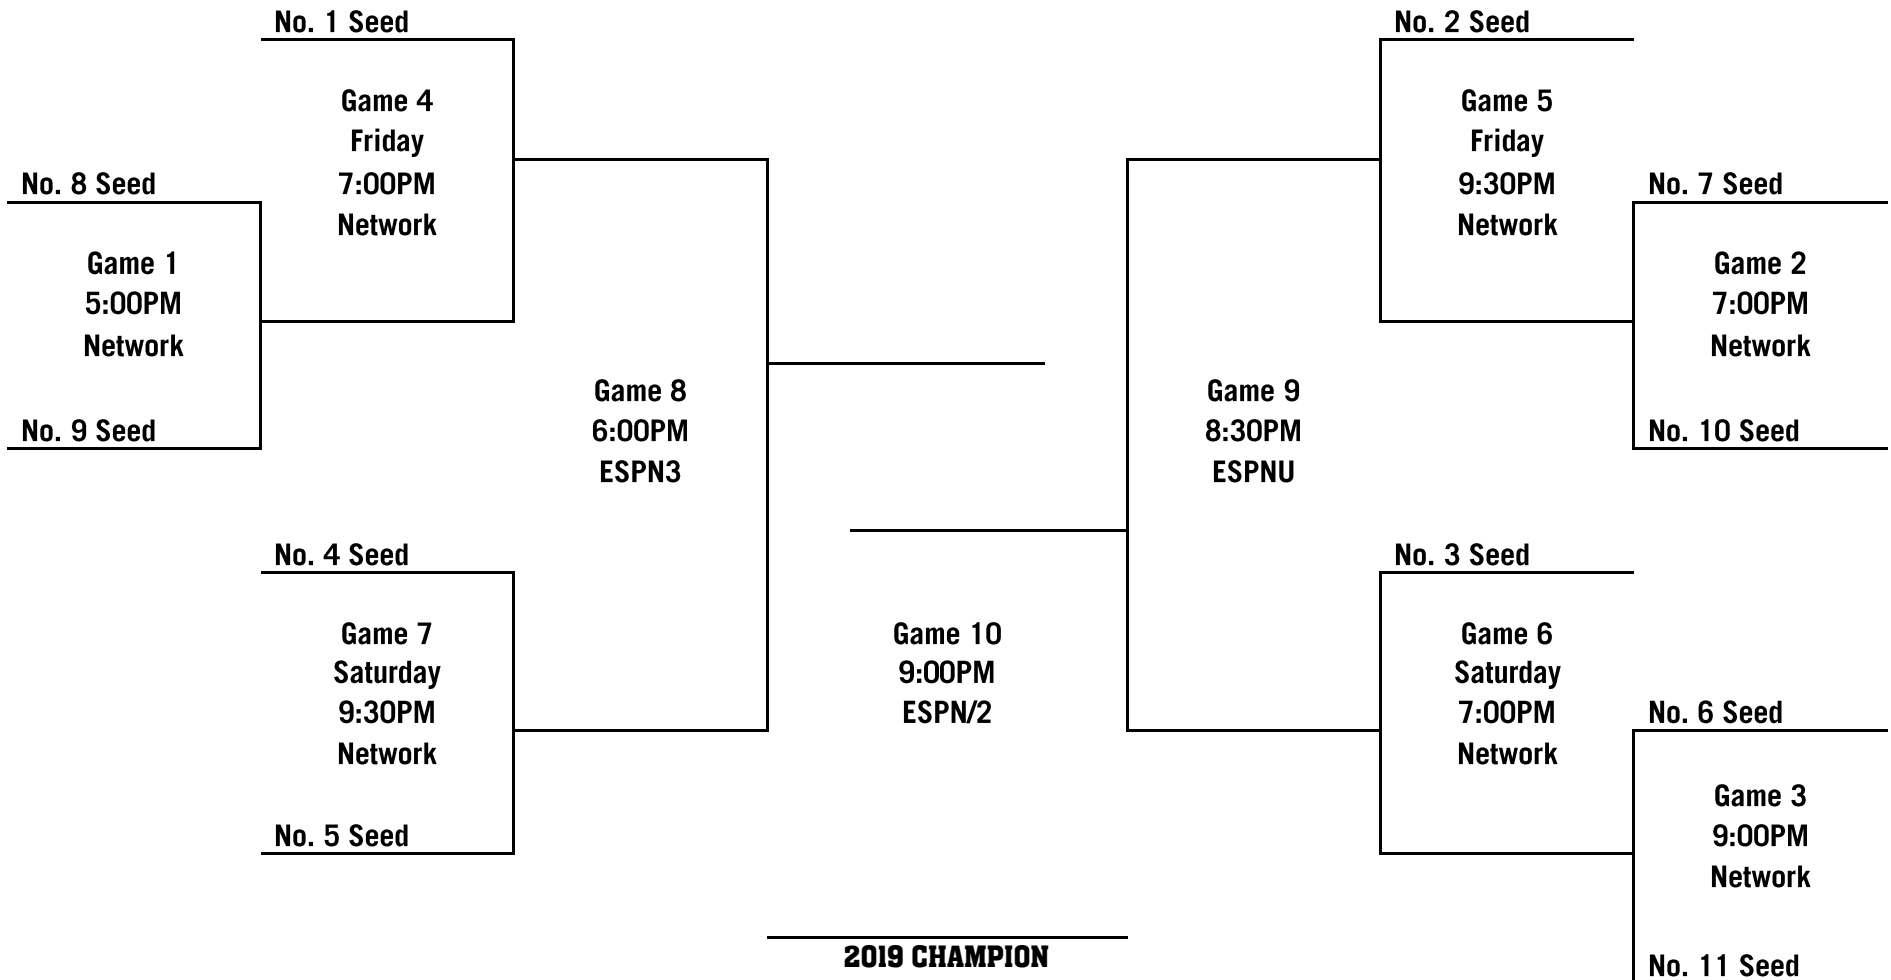 No. 1 Seed
Game 4
Friday
7:00PM
Network
No. 8 Seed
Game 1
5:00PM
Network
No. 9 Seed
Game 8
6:00PM
ESPN3
No. 4 Seed
Game 7
Saturday
9:30PM
Network
No. 5 Seed
Game 10
9:00PM
ESPN/2
2019 CHAMPION
No. 2 Seed
Game 5
Friday
9:30PM
Network
No. 7 Seed
Game 2
7:00PM
Network
No. 10 Seed
Game 9
8:30PM
ESPNU
No. 3 Seed
Game 6
Saturday
7:00PM
Network
No. 6 Seed
Game 3
9:00PM
Network
No. 11 Seed